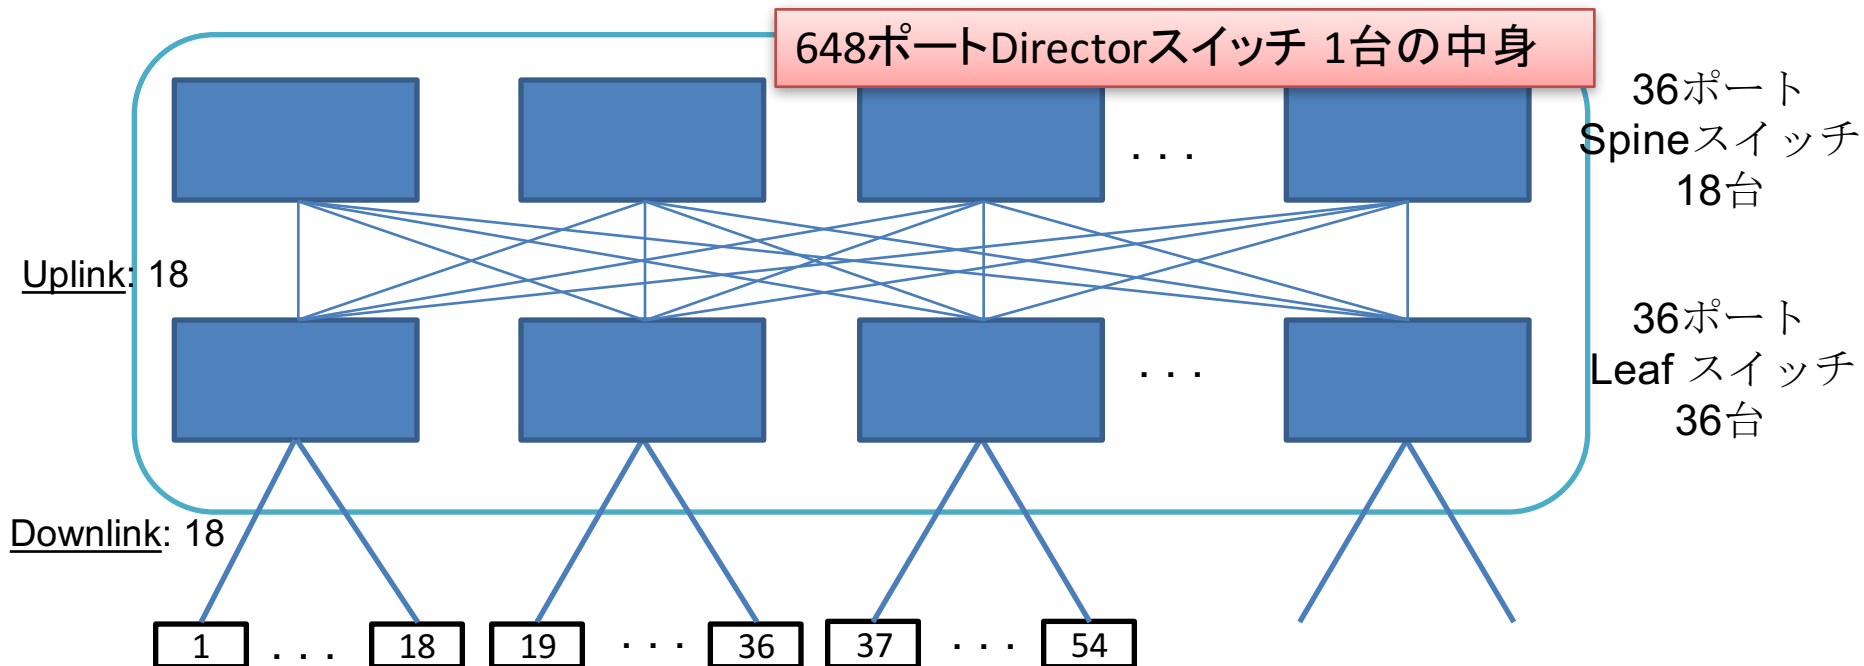 648ポートDirectorスイッチ 1台の中身
36ポート
Spineスイッチ
18台
. . .
Uplink: 18
36ポート
Leaf スイッチ
36台
. . .
Downlink: 18
1 . . . 18 19 . . . 36 37 . . . 54